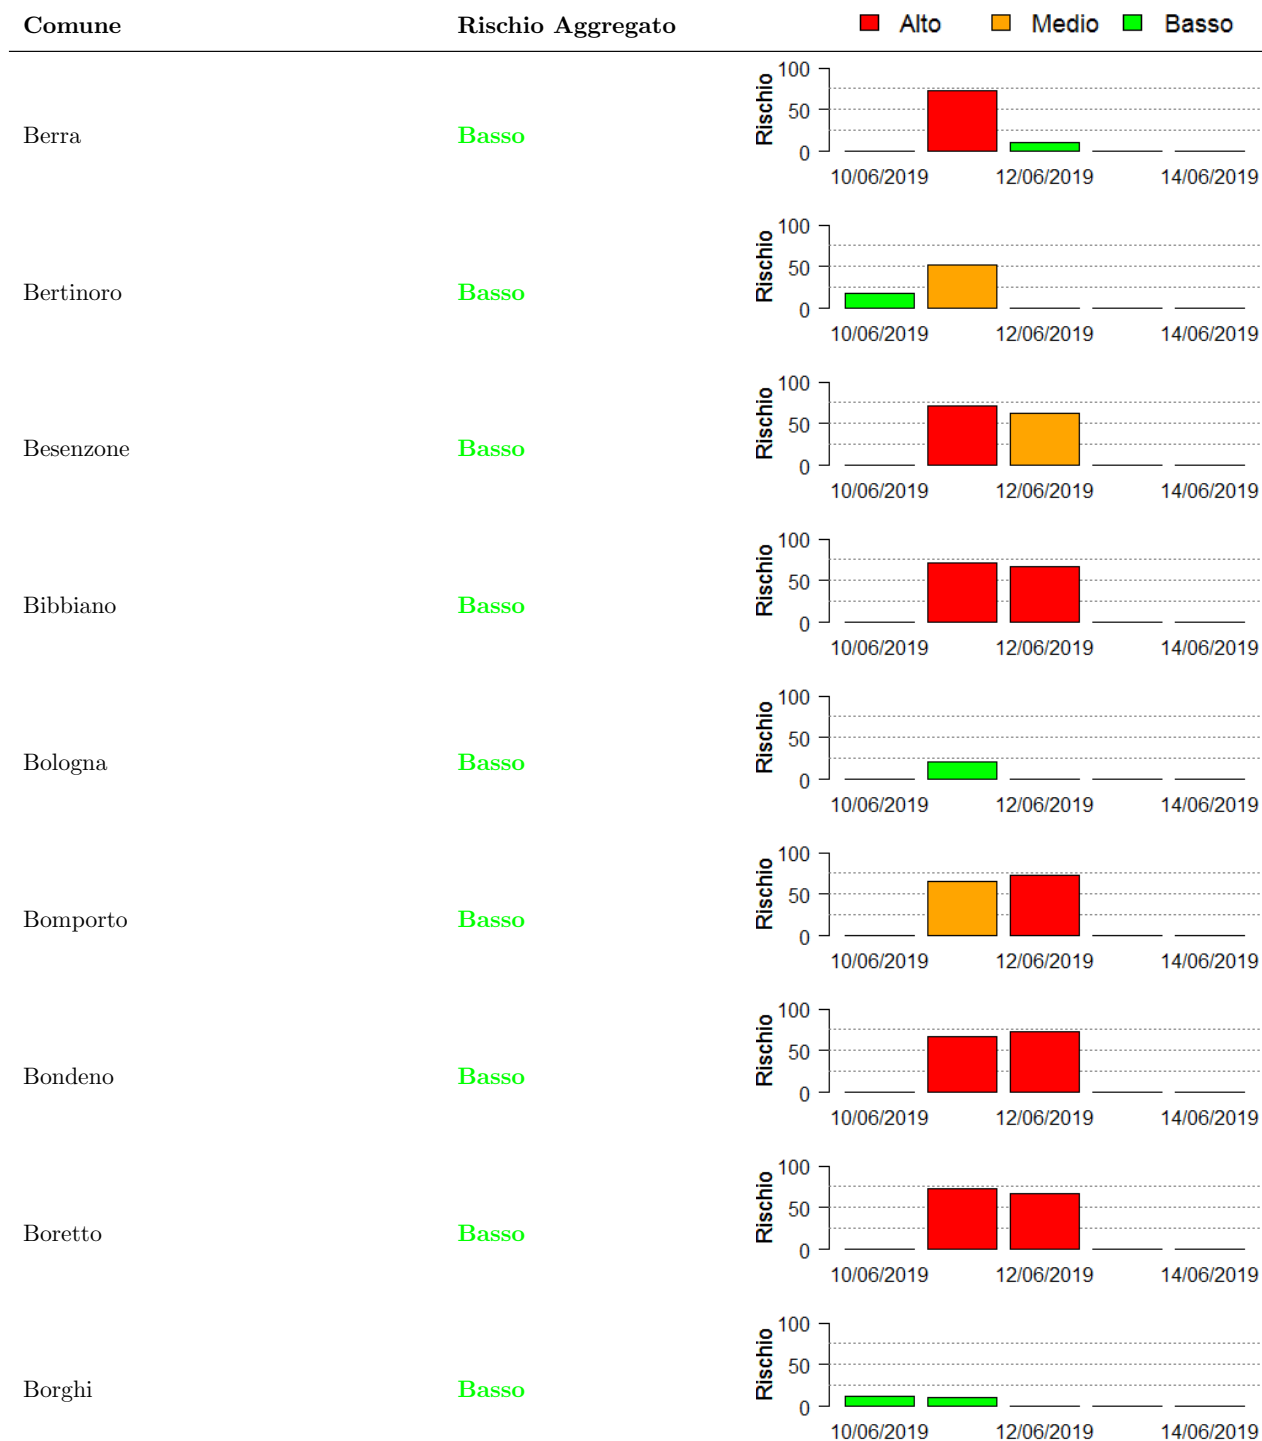 Comune Rischio Aggregato Alto Medio Basso
Berra Basso Rischio
100
50
0
10/06/2019 12/06/2019 14/06/2019
Bertinoro Basso Rischio
100
50
0
10/06/2019 12/06/2019 14/06/2019
Besenzone Basso Rischio
100
50
0
10/06/2019 12/06/2019 14/06/2019
Bibbiano Basso Rischio
100
50
0
10/06/2019 12/06/2019 14/06/2019
Bologna Basso Rischio
100
50
0
10/06/2019 12/06/2019 14/06/2019
Bomporto Basso Rischio
100
50
0
10/06/2019 12/06/2019 14/06/2019
Bondeno Basso Rischio
100
50
0
10/06/2019 12/06/2019 14/06/2019
Boretto Basso Rischio
100
50
0
10/06/2019 12/06/2019 14/06/2019
Borghi Basso Rischio
100
50
0
10/06/2019 12/06/2019 14/06/2019